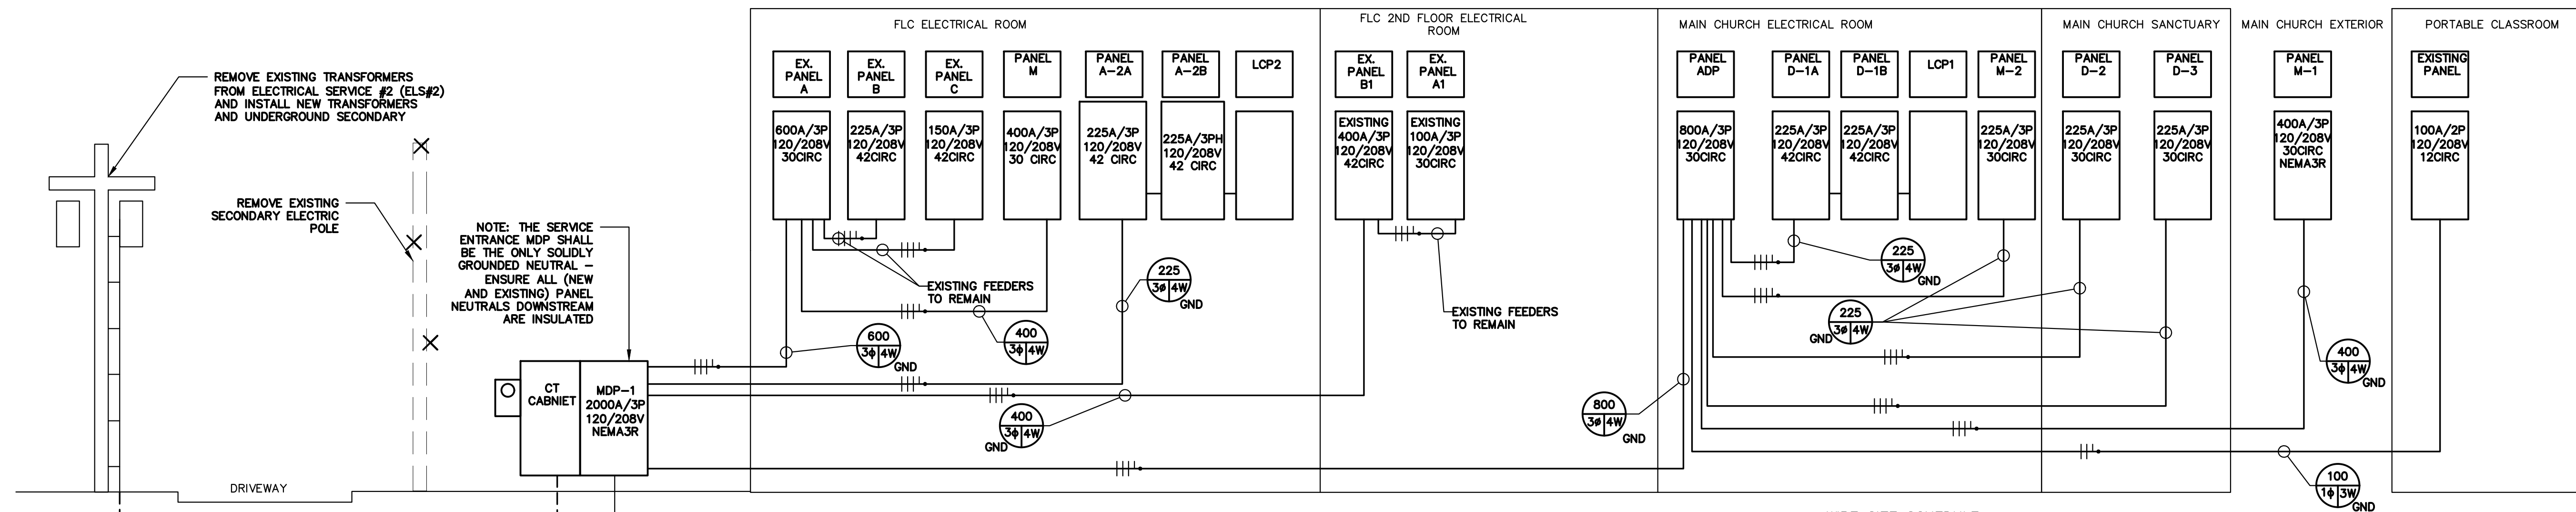 FLC ELECTRICAL ROOM
FLC 2ND FLOOR ELECTRICAL
ROOM
MAIN CHURCH ELECTRICAL ROOM
MAIN CHURCH SANCTUARY
MAIN CHURCH EXTERIOR
PORTABLE CLASSROOM
REMOVE EXISTING TRANSFORMERS
FROM ELECTRICAL SERVICE #2 (ELS#2)
AND INSTALL NEW TRANSFORMERS
AND UNDERGROUND SECONDARY
REMOVE EXISTING
SECONDARY ELECTRIC
POLE
NOTE: THE SERVICE
ENTRANCE MDP SHALL
BE THE ONLY SOLIDLY
GROUNDED NEUTRAL –
ENSURE ALL (NEW
AND EXISTING) PANEL
NEUTRALS DOWNSTREAM
ARE INSULATED
DRIVEWAY
CT
CABNIET
MDP-1
2000A/3P
120/208V
NEMA3R
EX.
PANEL
A
600A/3P
120/208V
30CIRC
EX.
PANEL
B
225A/3P
120/208V
42CIRC
EX.
PANEL
C
150A/3P
120/208V
42CIRC
PANEL
M
400A/3P
120/208V
30 CIRC
PANEL
A-2A
225A/3P
120/208V
42 CIRC
PANEL
A-2B
225A/3PH
120/208V
42 CIRC
LCP2
EX.
PANEL
B1
EXISTING
400A/3P
120/208V
42CIRC
EX.
PANEL
A1
EXISTING
100A/3P
120/208V
30CIRC
PANEL
ADP
800A/3P
120/208V
30CIRC
PANEL
D-1A
225A/3P
120/208V
42CIRC
PANEL
D-1B
225A/3P
120/208V
42CIRC
LCP1
PANEL
M-2
225A/3P
120/208V
30CIRC
PANEL
D-2
225A/3P
120/208V
30CIRC
PANEL
D-3
225A/3P
120/208V
30CIRC
PANEL
M-1
400A/3P
120/208V
30CIRC
NEMA3R
EXISTING
PANEL
100A/2P
120/208V
12CIRC
EXISTING FEEDERS
TO REMAIN
225
3ø 4W
GND
600
3ϕ 4W
GND
400
3ϕ 4W
400
3ϕ 4W
GND
EXISTING FEEDERS
TO REMAIN
225
3ø 4W
GND
225
3ø 4W
GND
800
3ø 4W
GND
400
3ϕ 4W
GND
100
1ϕ 3W
GND